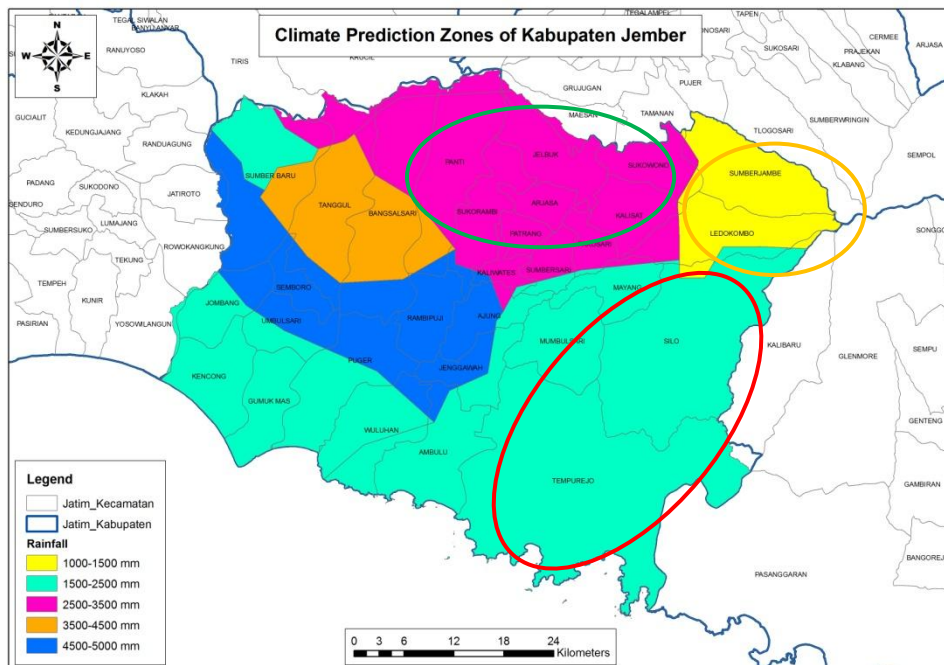 Climate Prediction Zones of Kabupaten Jember
N
W E
S
TEGAL SIWALAN
BANYU ANYAR
RANUYOSO
TIRIS
KRUCIL
TEGALAMPEL
TAPEN
SUKOSARI
PRAJEKAN
CERMEE
ARJASA
KLABANG
KLAKAH
GRUJUGAN
PUJER
MAESAN
TAMANAN
SUMBERWRINGIN
TLOGOSARI
SEMPOL
GUCIALIT
KEDUNGJAJANG
RANDUAGUNG
PADANG
SUKODONO
JATIROTO
LUMAJANG
SUMBERSUKO
ROWOKANGKUNG
TEKUNG
TEMPEH
KUNIR
PASIRIAN
YOSOWILANGUN
SUMBER BARU
TANGGUL
BANGSALSARI
PANTI
JELBUK
SUKOWONO
SUKORAMBI
ARJASA
KALISAT
PATRANG
SUMBERJAMBE
LEDOKOMBO
KALIWATES
SUMBERSARI
MAYANG
SEMBORO
JOMBANG
UMBULSARI
RAMBIPUJI
AJUNG
MUMBULSARI
SILO
KALIBARU
SEMPU
GLENMORE
PUGER
JENGGAWAH
KENCONG
GUMUK MAS
WULUHAN
AMBULU
TEMPUREJO
GENTENG
GAMBIRAN
PASANGGARAN
Legend
Jatim_Kecamatan
Jatim_Kabupaten
Rainfall
1000-1500 mm
1500-2500 mm
2500-3500 mm
3500-4500 mm
4500-5000 mm
0 3 6 12 18 24
Kilometers